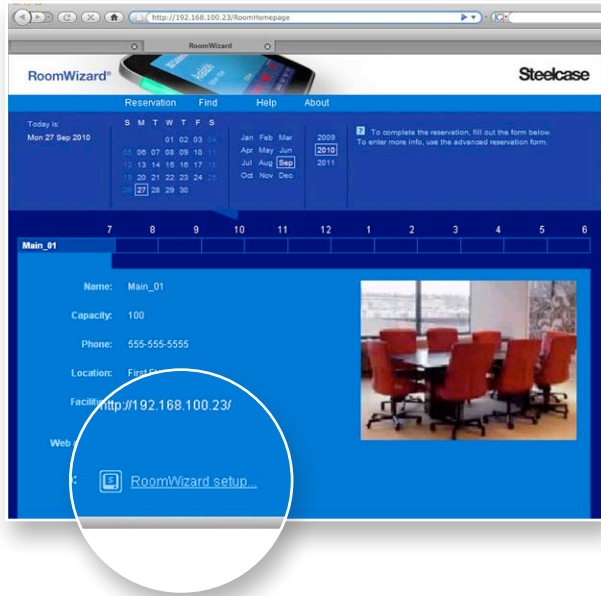 http://192.168.100.23/RoomHomepage
RoomWizard
RoomWizard®
Steelcase
Reservation Find Help About
Today is:
Mon 27 Sep 2010
S M T W T F S
01 02 03 04
05 06 07 08 09 10 11
12 13 14 15 16 17 18
19 20 21 22 23 24 25
26 27 28 29 30
Jan Feb Mar
Apr May Jun
Jul Aug Sep
Oct Nov Dec
2009
2010
2011
? To complete the reservation, fill out the form below.
To enter more info, use the advanced reservation form.
7 8 9 10 11 12 1 2 3 4 5 6
Main_01
Name: Main_01
Capacity: 100
Phone: 555-555-5555
Location: First
http://192.168.100.23/
Web
RoomWizard setup...